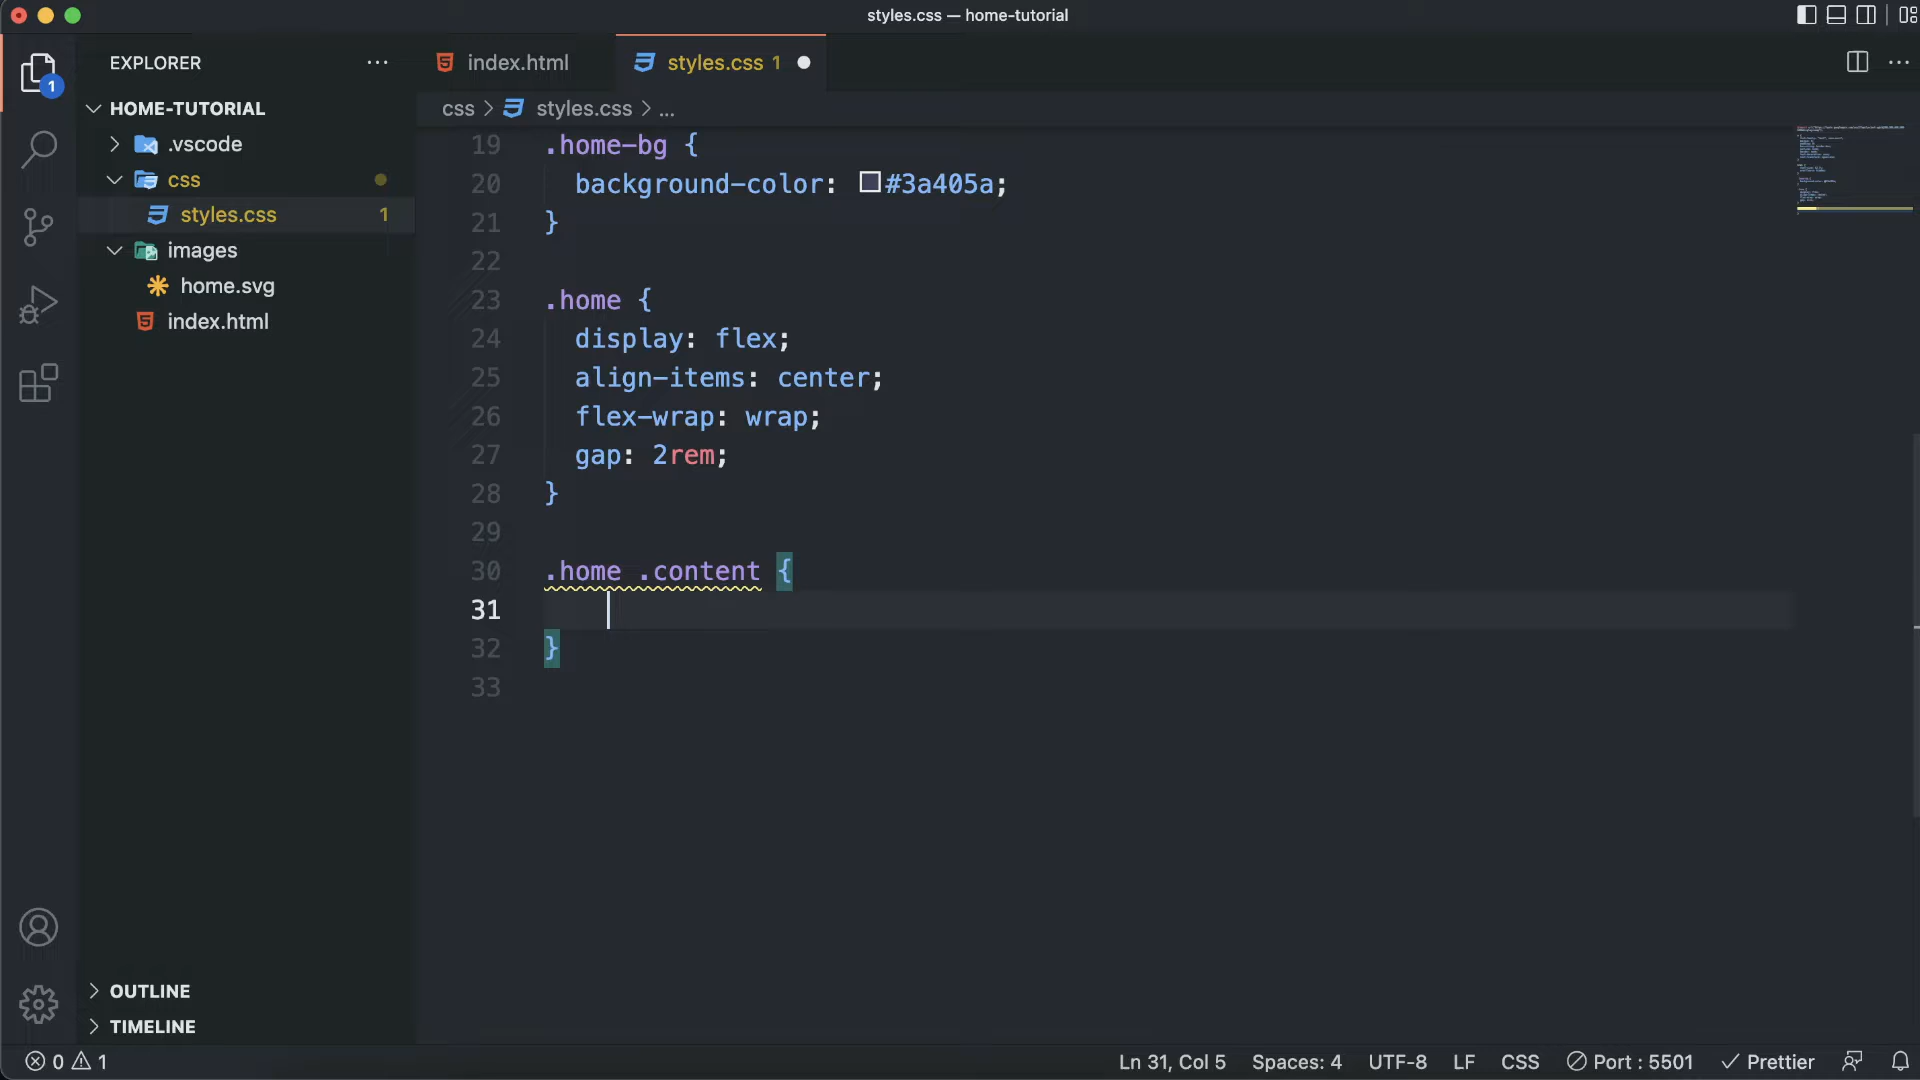 styles.css — home-tutorial
EXPLORER
index.html
styles.css 1
1
HOME-TUTORIAL
css > styles.css > ...
.vscode
css
styles.css 1
images
home.svg
index.html
19 .home-bg {
20 background-color: #3a405a;
21 }
22
23 .home {
24 display: flex;
25 align-items: center;
26 flex-wrap: wrap;
27 gap: 2rem;
28 }
29
30 .home .content {
31
32 }
33
OUTLINE
TIMELINE
0 1
Ln 31, Col 5 Spaces: 4 UTF-8 LF CSS Port : 5501 Prettier